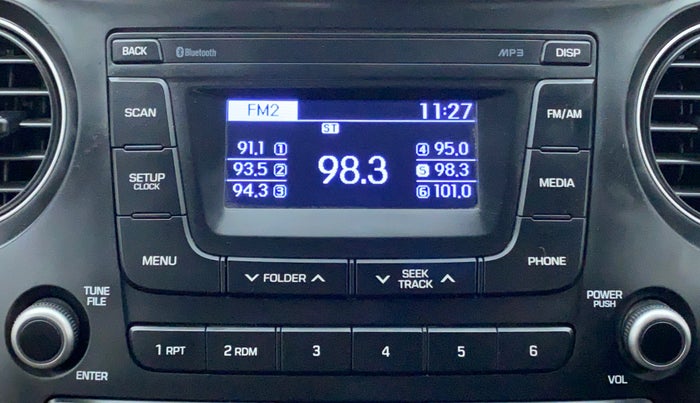 BACK Bluetooth MP3 DISP
SCAN FM2 11:27 FM/AM
ST
91.1 1 4 95.0
93.5 2 98.3 5 98.3
94.3 3 6 101.0
SETUP CLOCK MEDIA
MENU PHONE
FOLDER SEEK TRACK
TUNE FILE POWER PUSH
1 RPT 2 RDM 3 4 5 6
ENTER VOL